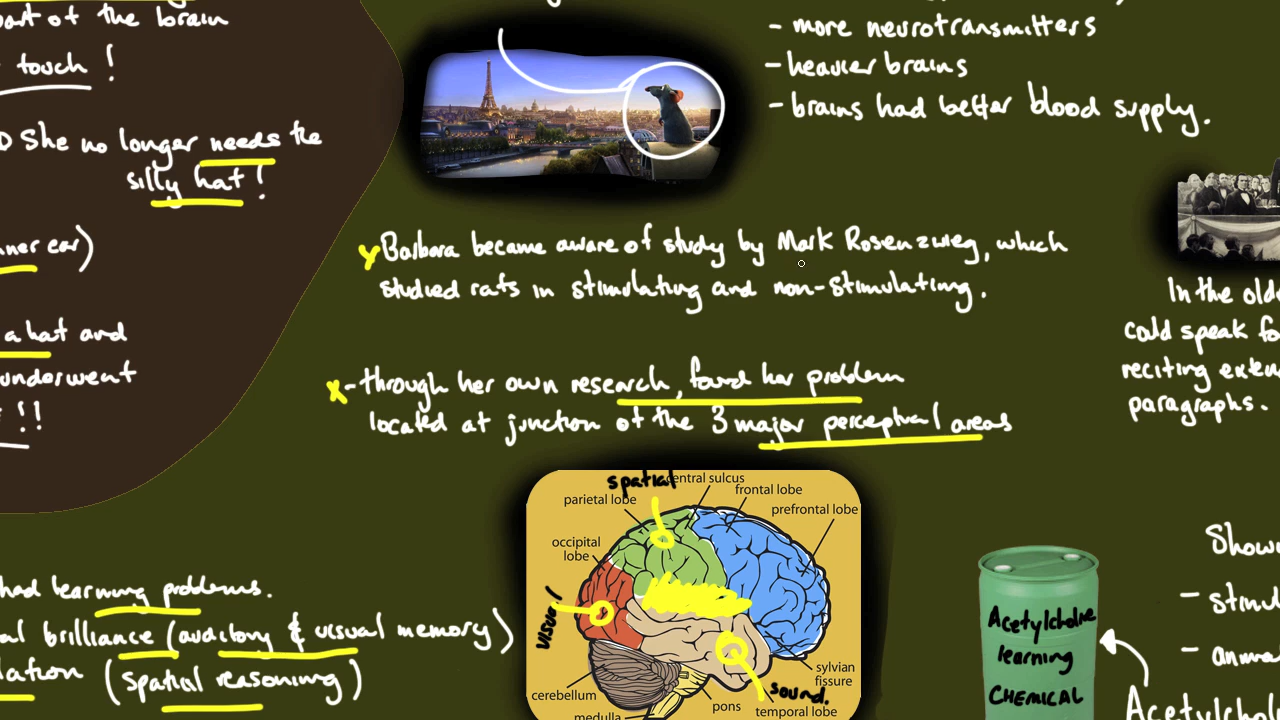 part of the brain
touch!
She no longer needs the
silly hat!
inner ear)
a hat and
underwent
!!
- more neurotransmitters
- heavier brains
- brains had better blood supply.
Barbara became aware of study by Mark Rosenzweig, which
studied rats in stimulating and non-stimulating.
- through her own research, found her problem
located at junction of the 3 major perceptual areas
In the olde
could speak fo
reciting exten
paragraphs.
had learning problems.
al brilliance (auditory & visual memory)
lation (spatial reasoning)
spatial
central sulcus
parietal lobe
frontal lobe
prefrontal lobe
occipital
lobe
visual
sylvian
fissure
sound.
cerebellum
pons
temporal lobe
medulla
Acetylcholine
learning
CHEMICAL
Shown
- stimul
- anima
Acetylchol